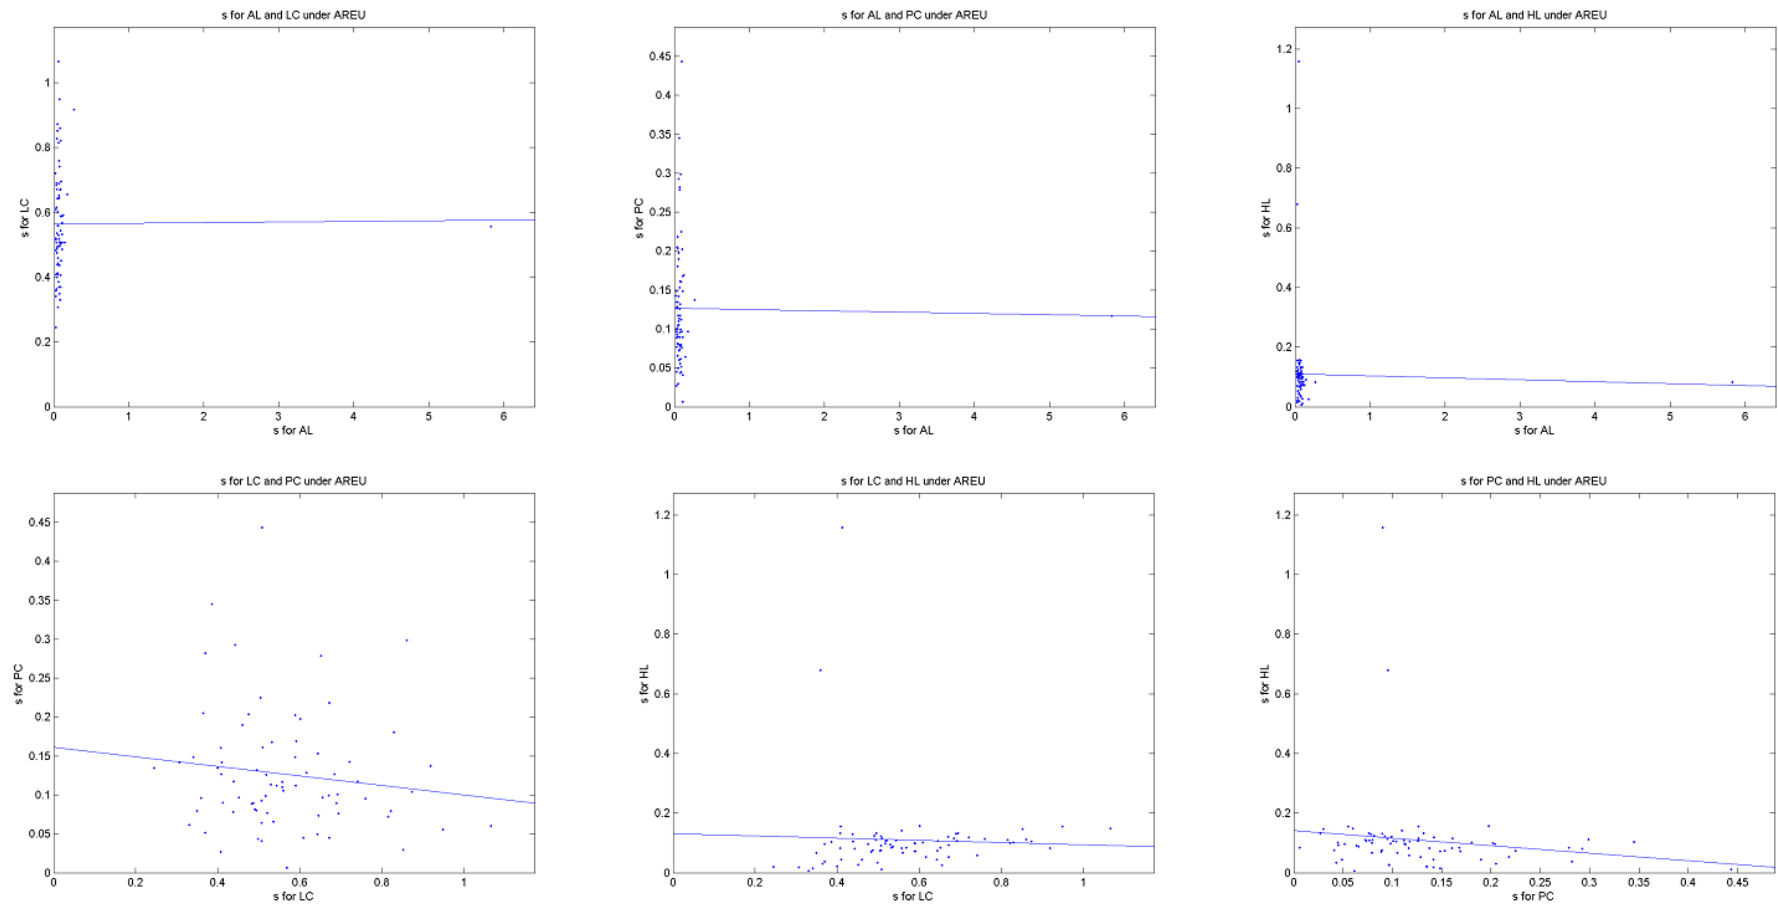 s for AL and LC under AREU
1
0.8
0.6
0.4
0.2
0
s for LC
0 1 2 3 4 5 6
s for AL
s for AL and PC under AREU
0.45
0.4
0.35
0.3
0.25
0.2
0.15
0.1
0.05
0
s for PC
0 1 2 3 4 5 6
s for AL
s for AL and HL under AREU
1.2
1
0.8
0.6
0.4
0.2
0
s for HL
0 1 2 3 4 5 6
s for AL
s for LC and PC under AREU
0.45
0.4
0.35
0.3
0.25
0.2
0.15
0.1
0.05
0
s for PC
0 0.2 0.4 0.6 0.8 1
s for LC
s for LC and HL under AREU
1.2
1
0.8
0.6
0.4
0.2
0
s for HL
0 0.2 0.4 0.6 0.8 1
s for LC
s for PC and HL under AREU
1.2
1
0.8
0.6
0.4
0.2
0
s for HL
0 0.05 0.1 0.15 0.2 0.25 0.3 0.35 0.4 0.45
s for PC